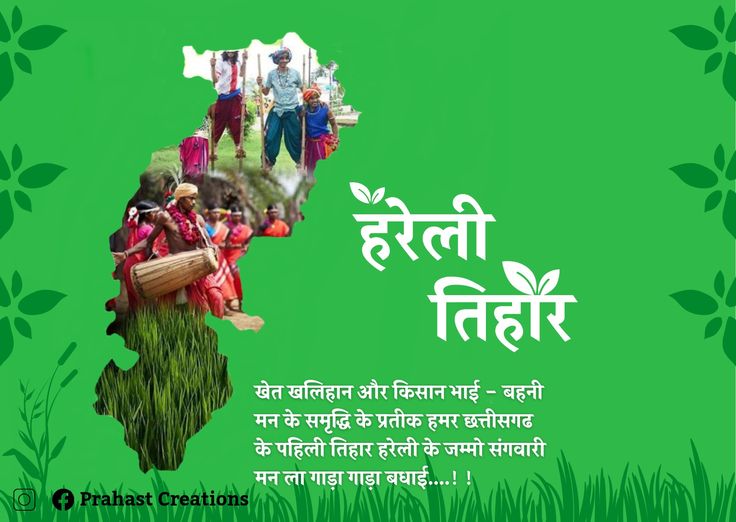 हरेली
तिहार
खेत खलिहान और किसान भाई - बहनी
मन के समृद्धि के प्रतीक हमर छत्तीसगढ
के पहिली तिहार हरेली के जम्मो संगवारी
मन ला गाड़ा गाड़ा बधाई....! !
Prahast Creations